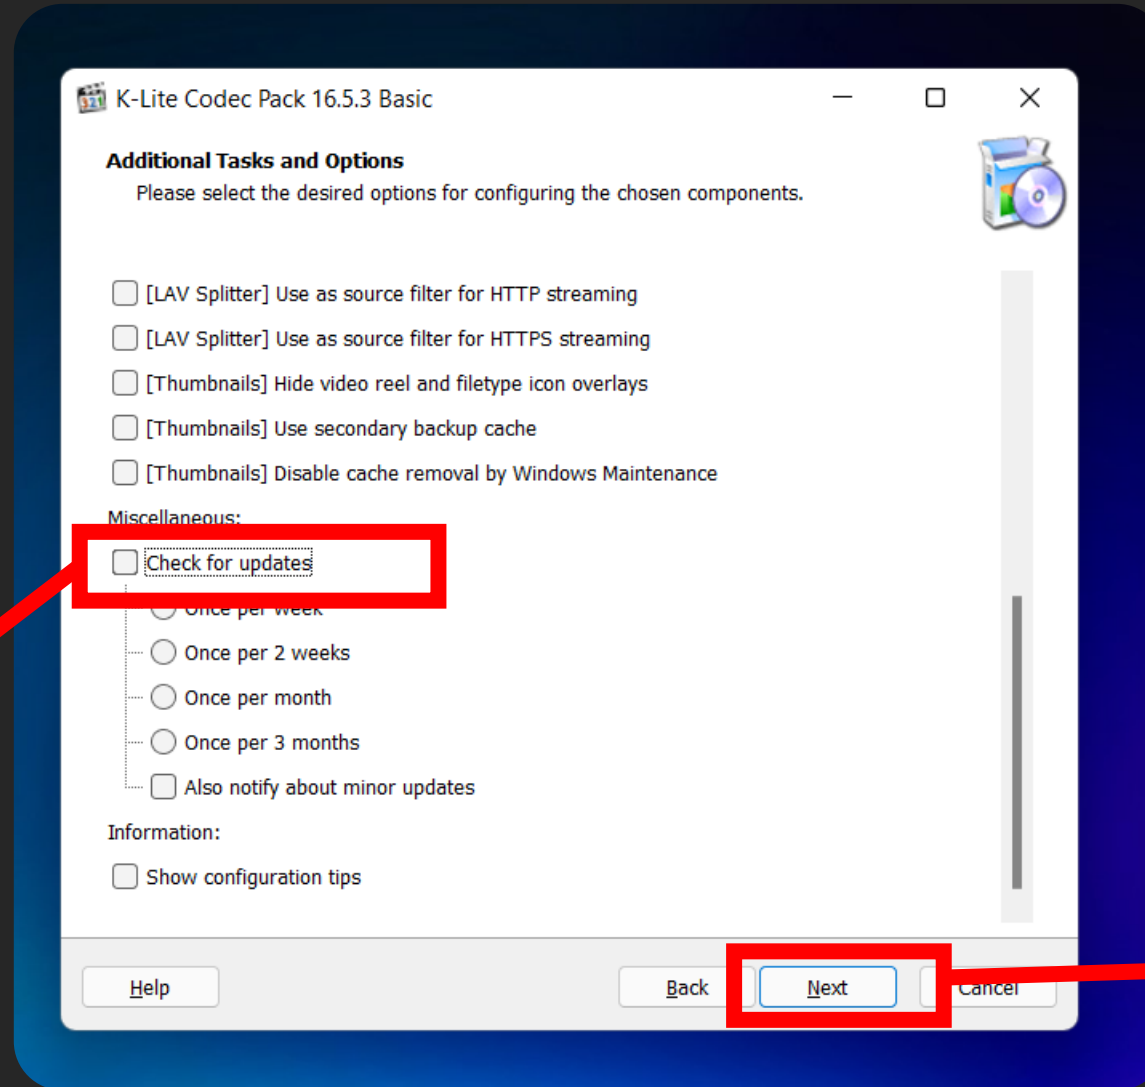 K-Lite Codec Pack 16.5.3 Basic
Additional Tasks and Options
Please select the desired options for configuring the chosen components.
[LAV Splitter] Use as source filter for HTTP streaming
[LAV Splitter] Use as source filter for HTTPS streaming
[Thumbnails] Hide video reel and filetype icon overlays
[Thumbnails] Use secondary backup cache
[Thumbnails] Disable cache removal by Windows Maintenance
Miscellaneous:
Check for updates
Once per week
Once per 2 weeks
Once per month
Once per 3 months
Also notify about minor updates
Information:
Show configuration tips
Help Back Next Cancel